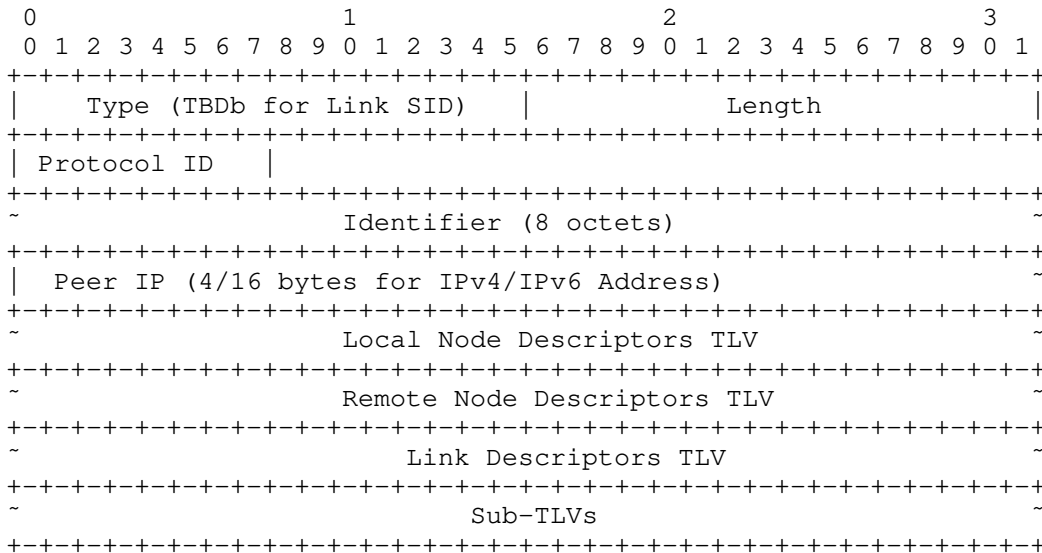 0                   1                   2                   3
 0 1 2 3 4 5 6 7 8 9 0 1 2 3 4 5 6 7 8 9 0 1 2 3 4 5 6 7 8 9 0 1
+-+-+-+-+-+-+-+-+-+-+-+-+-+-+-+-+-+-+-+-+-+-+-+-+-+-+-+-+-+-+-+-+
|    Type (TBDb for Link SID)   |            Length             |
+-+-+-+-+-+-+-+-+-+-+-+-+-+-+-+-+-+-+-+-+-+-+-+-+-+-+-+-+-+-+-+-+
| Protocol ID   |
+-+-+-+-+-+-+-+-+-+-+-+-+-+-+-+-+-+-+-+-+-+-+-+-+-+-+-+-+-+-+-+-+
~                    Identifier (8 octets)                      ~
+-+-+-+-+-+-+-+-+-+-+-+-+-+-+-+-+-+-+-+-+-+-+-+-+-+-+-+-+-+-+-+-+
|  Peer IP (4/16 bytes for IPv4/IPv6 Address)                   ~
+-+-+-+-+-+-+-+-+-+-+-+-+-+-+-+-+-+-+-+-+-+-+-+-+-+-+-+-+-+-+-+-+
~                    Local Node Descriptors TLV                 ~
+-+-+-+-+-+-+-+-+-+-+-+-+-+-+-+-+-+-+-+-+-+-+-+-+-+-+-+-+-+-+-+-+
~                    Remote Node Descriptors TLV                ~
+-+-+-+-+-+-+-+-+-+-+-+-+-+-+-+-+-+-+-+-+-+-+-+-+-+-+-+-+-+-+-+-+
~                        Link Descriptors TLV                   ~
+-+-+-+-+-+-+-+-+-+-+-+-+-+-+-+-+-+-+-+-+-+-+-+-+-+-+-+-+-+-+-+-+
~                            Sub-TLVs                           ~
+-+-+-+-+-+-+-+-+-+-+-+-+-+-+-+-+-+-+-+-+-+-+-+-+-+-+-+-+-+-+-+-+